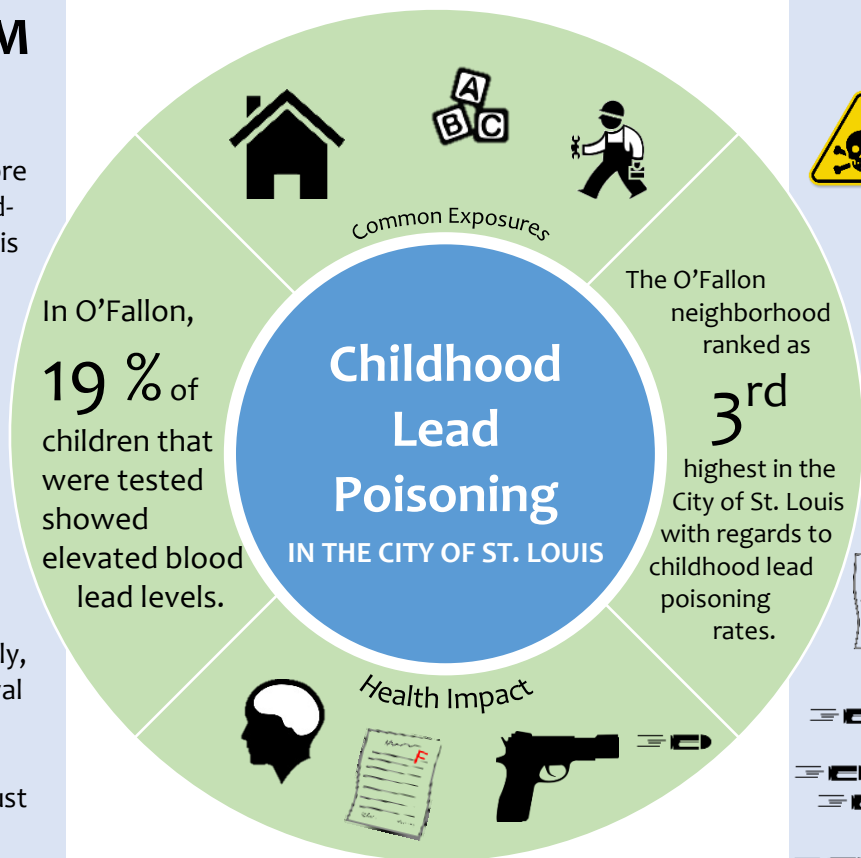 M
re
d-
is
ly,
al
ust
A
B C
Common Exposures
In O’Fallon,
19 % of
children that
were tested
showed
elevated blood
lead levels.
Childhood
Lead
Poisoning
IN THE CITY OF ST. LOUIS
The O’Fallon
neighborhood
ranked as
3rd
highest in the
City of St. Louis
with regards to
childhood lead
poisoning
rates.
Health Impact
F